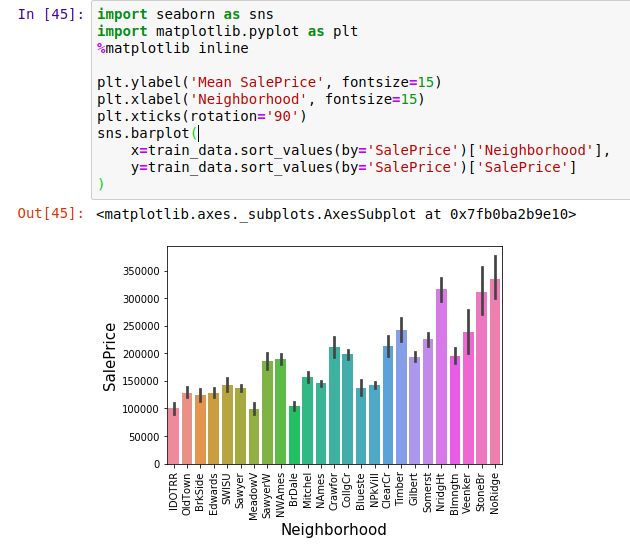 In [45]: import seaborn as sns
import matplotlib.pyplot as plt
%matplotlib inline
plt.ylabel('Mean SalePrice', fontsize=15)
plt.xlabel('Neighborhood', fontsize=15)
plt.xticks(rotation='90')
sns.barplot(
x=train_data.sort_values(by='SalePrice')['Neighborhood'],
y=train_data.sort_values(by='SalePrice')['SalePrice']
)
Out[45]: <matplotlib.axes._subplots.AxesSubplot at 0x7fb0ba2b9e10>
SalePrice
350000
300000
250000
200000
150000
100000
50000
0
IDOTRR
OldTown
BrkSide
Edwards
SWISU
Sawyer
MeadowV
SawyerW
NWAmes
BrDale
Mitchel
NAmes
Crawfor
CollgCr
Blueste
NPkVill
ClearCr
Timber
Gilbert
Somerst
NridgHt
Blmngtn
Veenker
StoneBr
NoRidge
Neighborhood